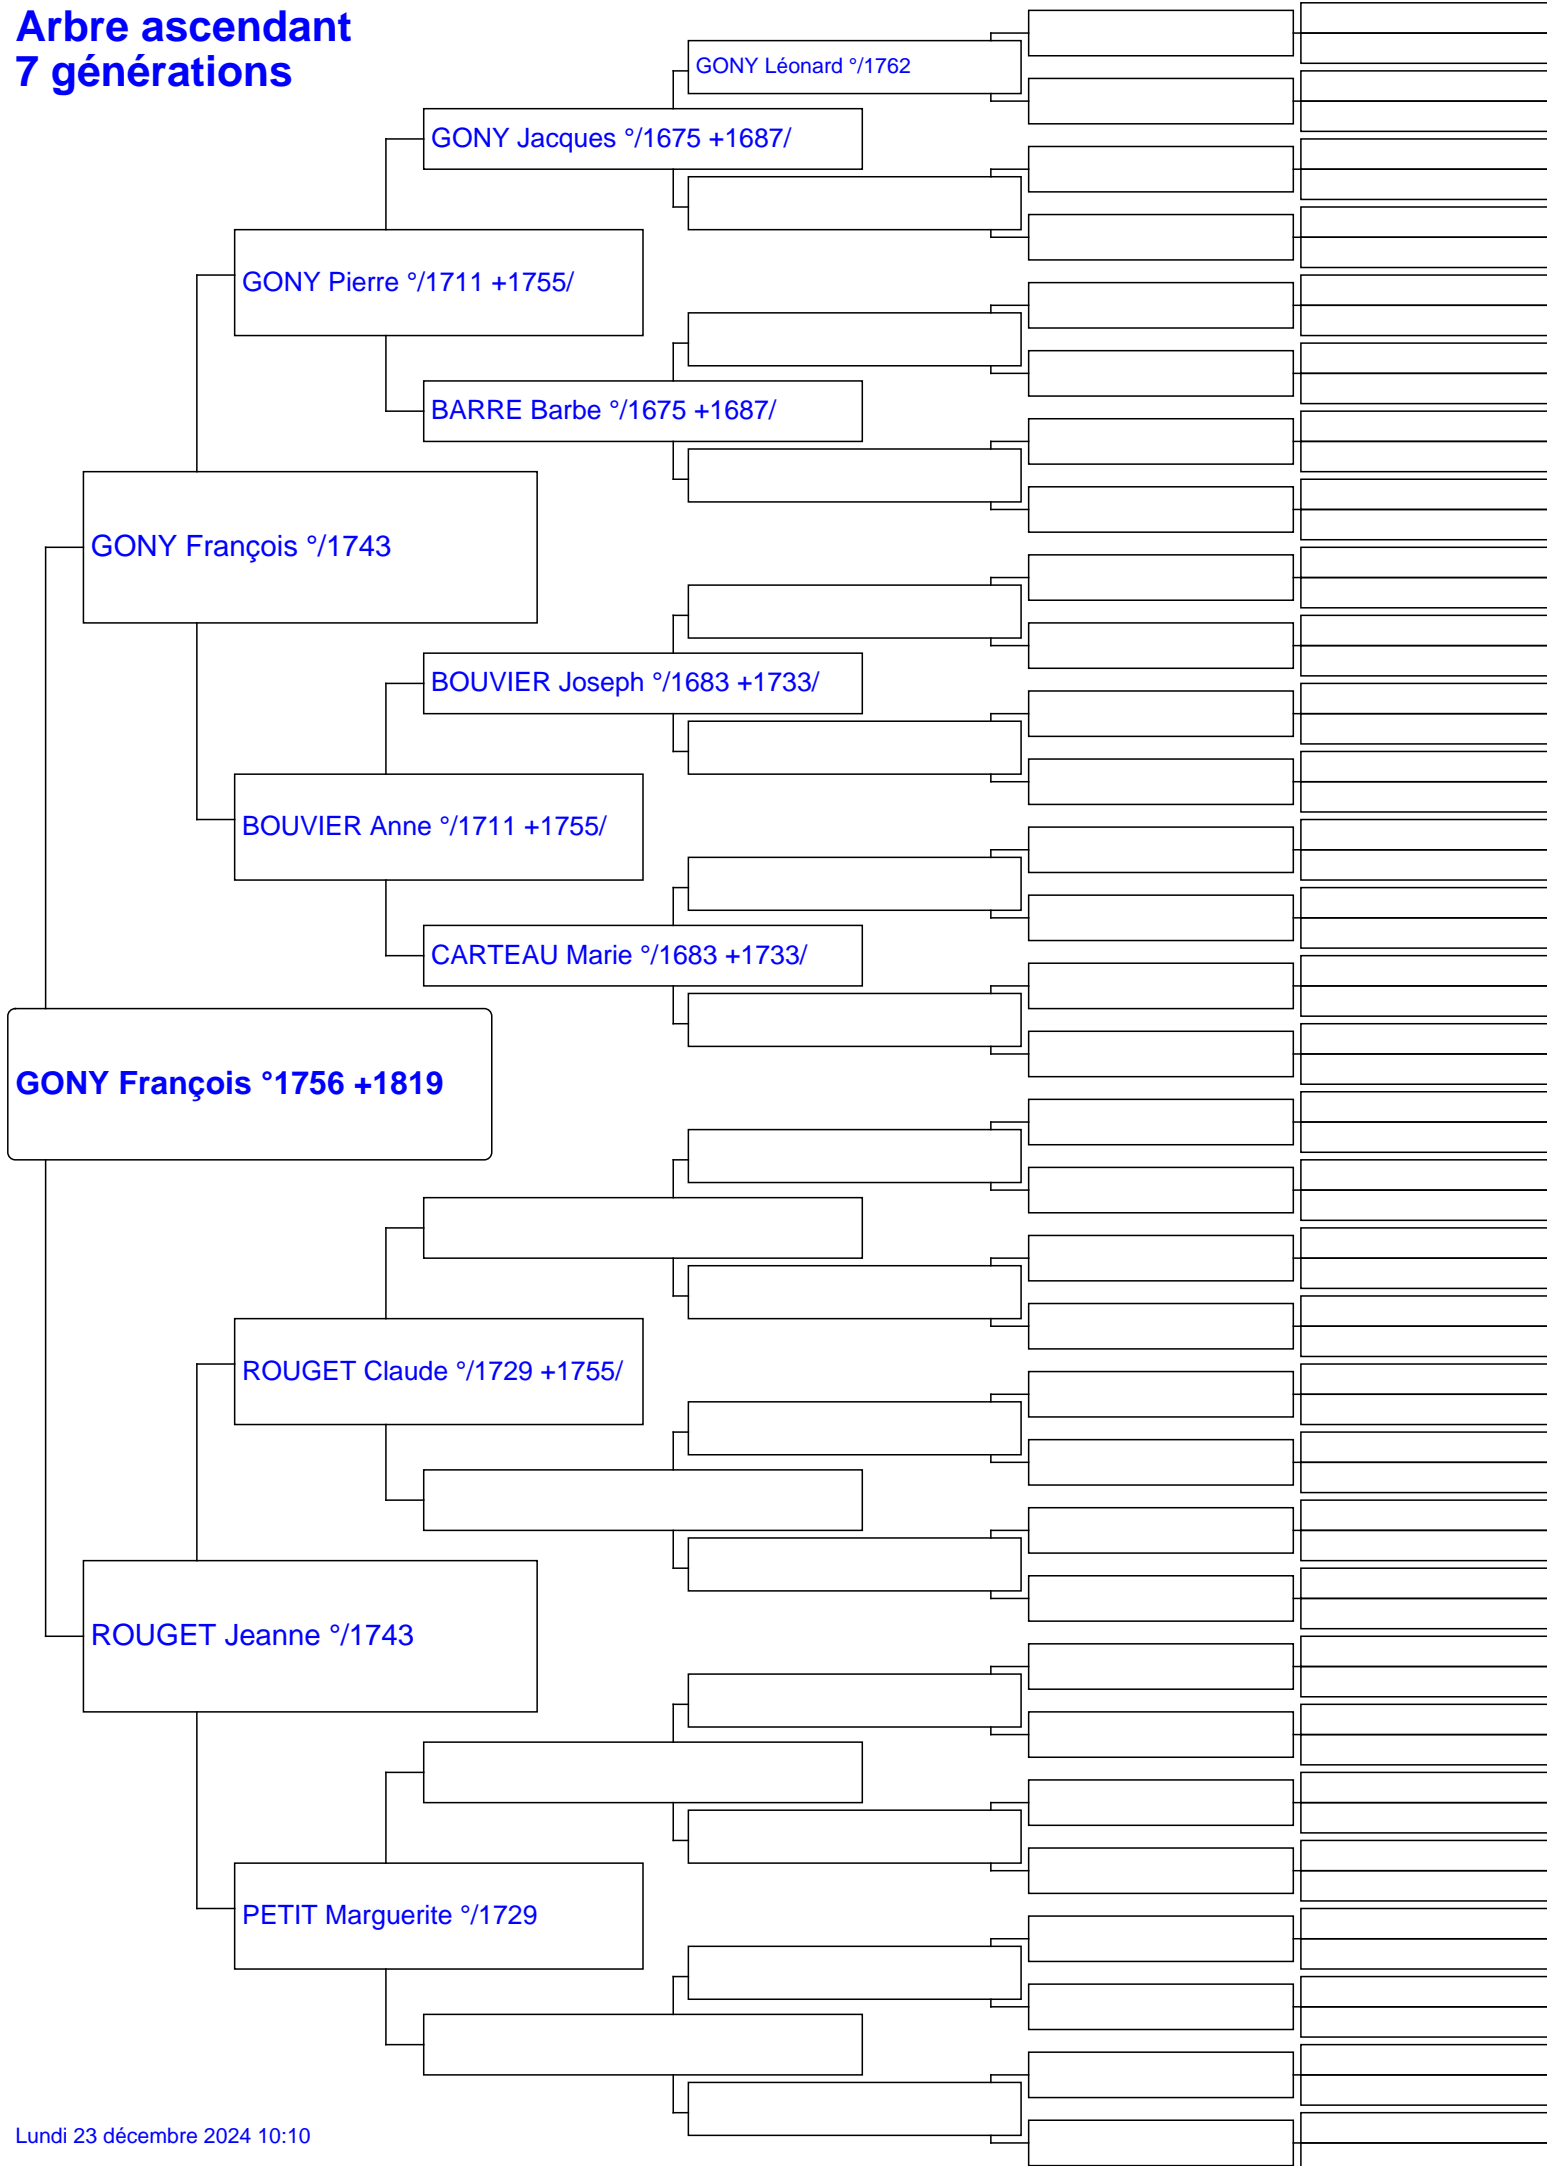 Arbre ascendant
7 générations
GONY Léonard °/1762
GONY Jacques °/1675 +1687/
GONY Pierre °/1711 +1755/
BARRE Barbe °/1675 +1687/
GONY François °/1743
BOUVIER Joseph °/1683 +1733/
BOUVIER Anne °/1711 +1755/
CARTEAU Marie °/1683 +1733/
GONY François °1756 +1819
ROUGET Claude °/1729 +1755/
ROUGET Jeanne °/1743
PETIT Marguerite °/1729
Lundi 23 décembre 2024 10:10